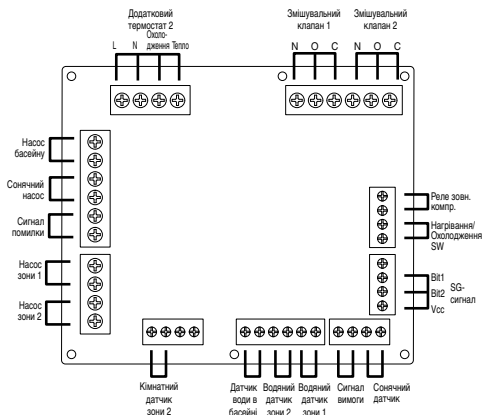 Додатковий
термостат 2
Охоло-
L N дження Тепло
Змішувальний
клапан 1
N O C
Змішувальний
клапан 2
N O C
Насос
басейну
Сонячний
насос
Сигнал
помилки
Насос
зони 1
Насос
зони 2
Реле зовн.
компр.
Нагрівання/
Охолодження
SW
Bit1
Bit2
Vcc
SG-
сигнал
Кімнатний
датчик
зони 2
Датчик
води в
басейні
Водяний
датчик
зони 2
Водяний
датчик
зони 1
Сигнал
вимоги
Сонячний
датчик